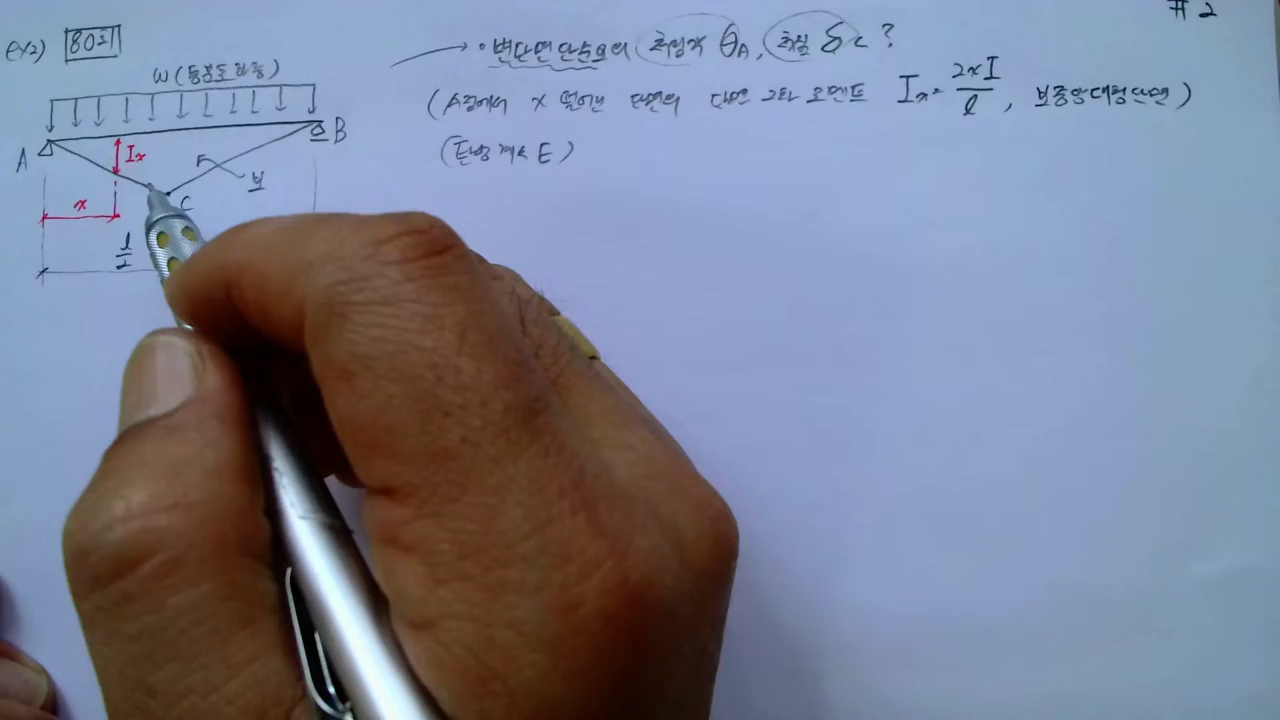 #2
ex2) 80회
· 변단면 단순보의 처짐각 θA, 처짐 δc ?
w(등분포하중)
(A점에서 x 떨어진 단면의 단면 2차 모멘트 Ix = 2xI/l, 보중앙 대칭단면)
(탄성계수 E)
A
B
Ix
보
x
C
l/2